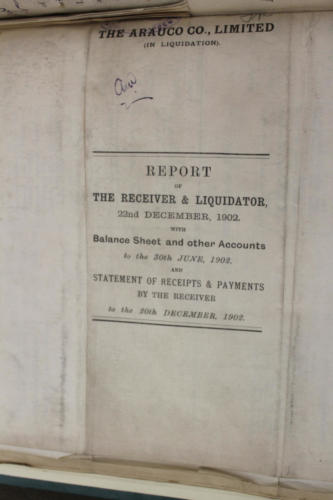 THE ARAUCO CO., LIMITED
(IN LIQUIDATION).
REPORT
OF
THE RECEIVER & LIQUIDATOR,
22nd DECEMBER, 1902.
WITH
Balance Sheet and other Accounts
to the 30th JUNE, 1902.
AND
STATEMENT OF RECEIPTS & PAYMENTS
BY THE RECEIVER
to the 20th DECEMBER, 1902.